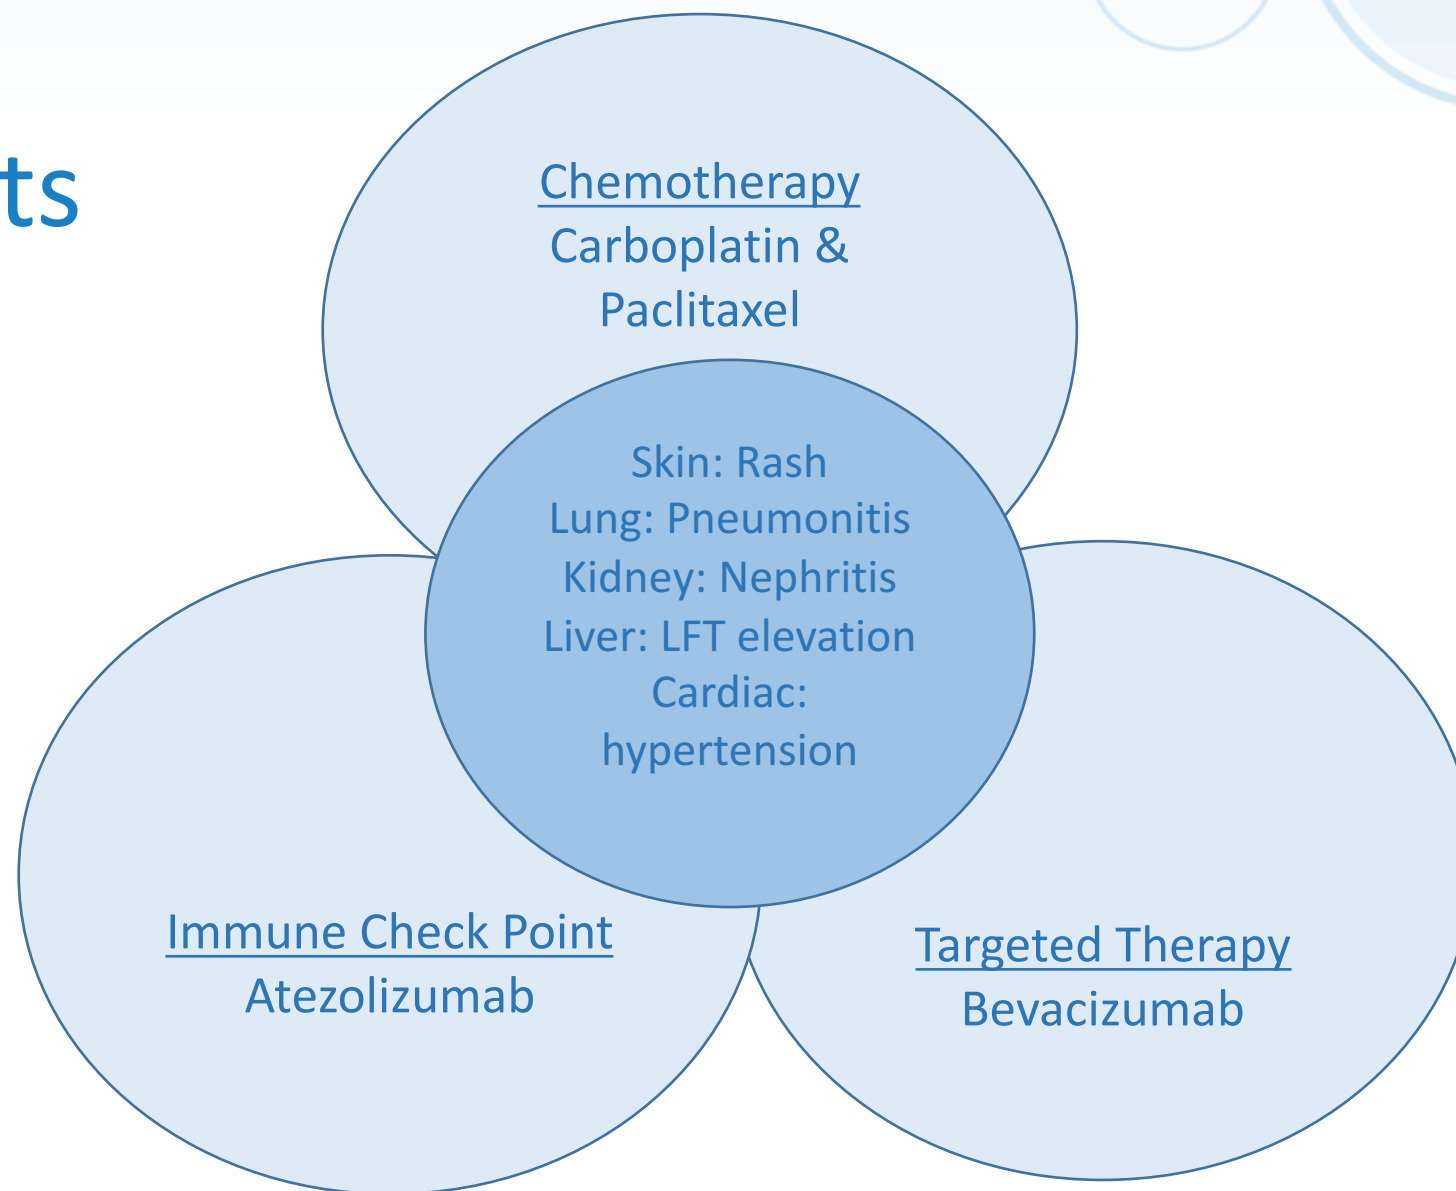 ts
Chemotherapy
Carboplatin &
Paclitaxel
Skin: Rash
Lung: Pneumonitis
Kidney: Nephritis
Liver: LFT elevation
Cardiac:
hypertension
Immune Check Point
Atezolizumab
Targeted Therapy
Bevacizumab